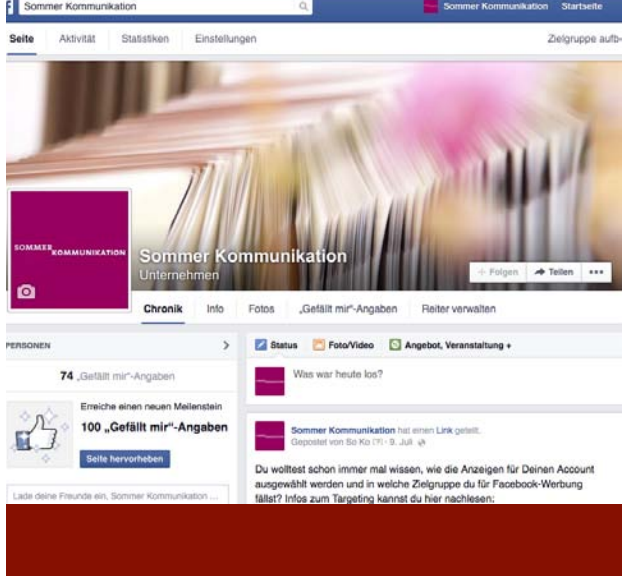 Sommer Kommunikation
Sommer Kommunikation Startseite
Seite Aktivität Statistiken Einstellungen Zielgruppe aufb-
SOMMER KOMMUNIKATION
Sommer Kommunikation
Unternehmen
+ Folgen Teilen •••
Chronik Info Fotos „Gefällt mir"-Angaben Reiter verwalten
PERSONEN >
74 „Gefällt mir"-Angaben
Erreiche einen neuen Meilenstein
100 „Gefällt mir"-Angaben
Seite hervorheben
Lade deine Freunde ein, Sommer Kommunikation ...
Status Foto/Video Angebot, Veranstaltung +
Was war heute los?
Sommer Kommunikation hat einen Link geteilt.
Gepostet von So Ko [?] · 9. Juli
Du wolltest schon immer mal wissen, wie die Anzeigen für Deinen Account
ausgewählt werden und in welche Zielgruppe du für Facebook-Werbung
fällst? Infos zum Targeting kannst du hier nachlesen: